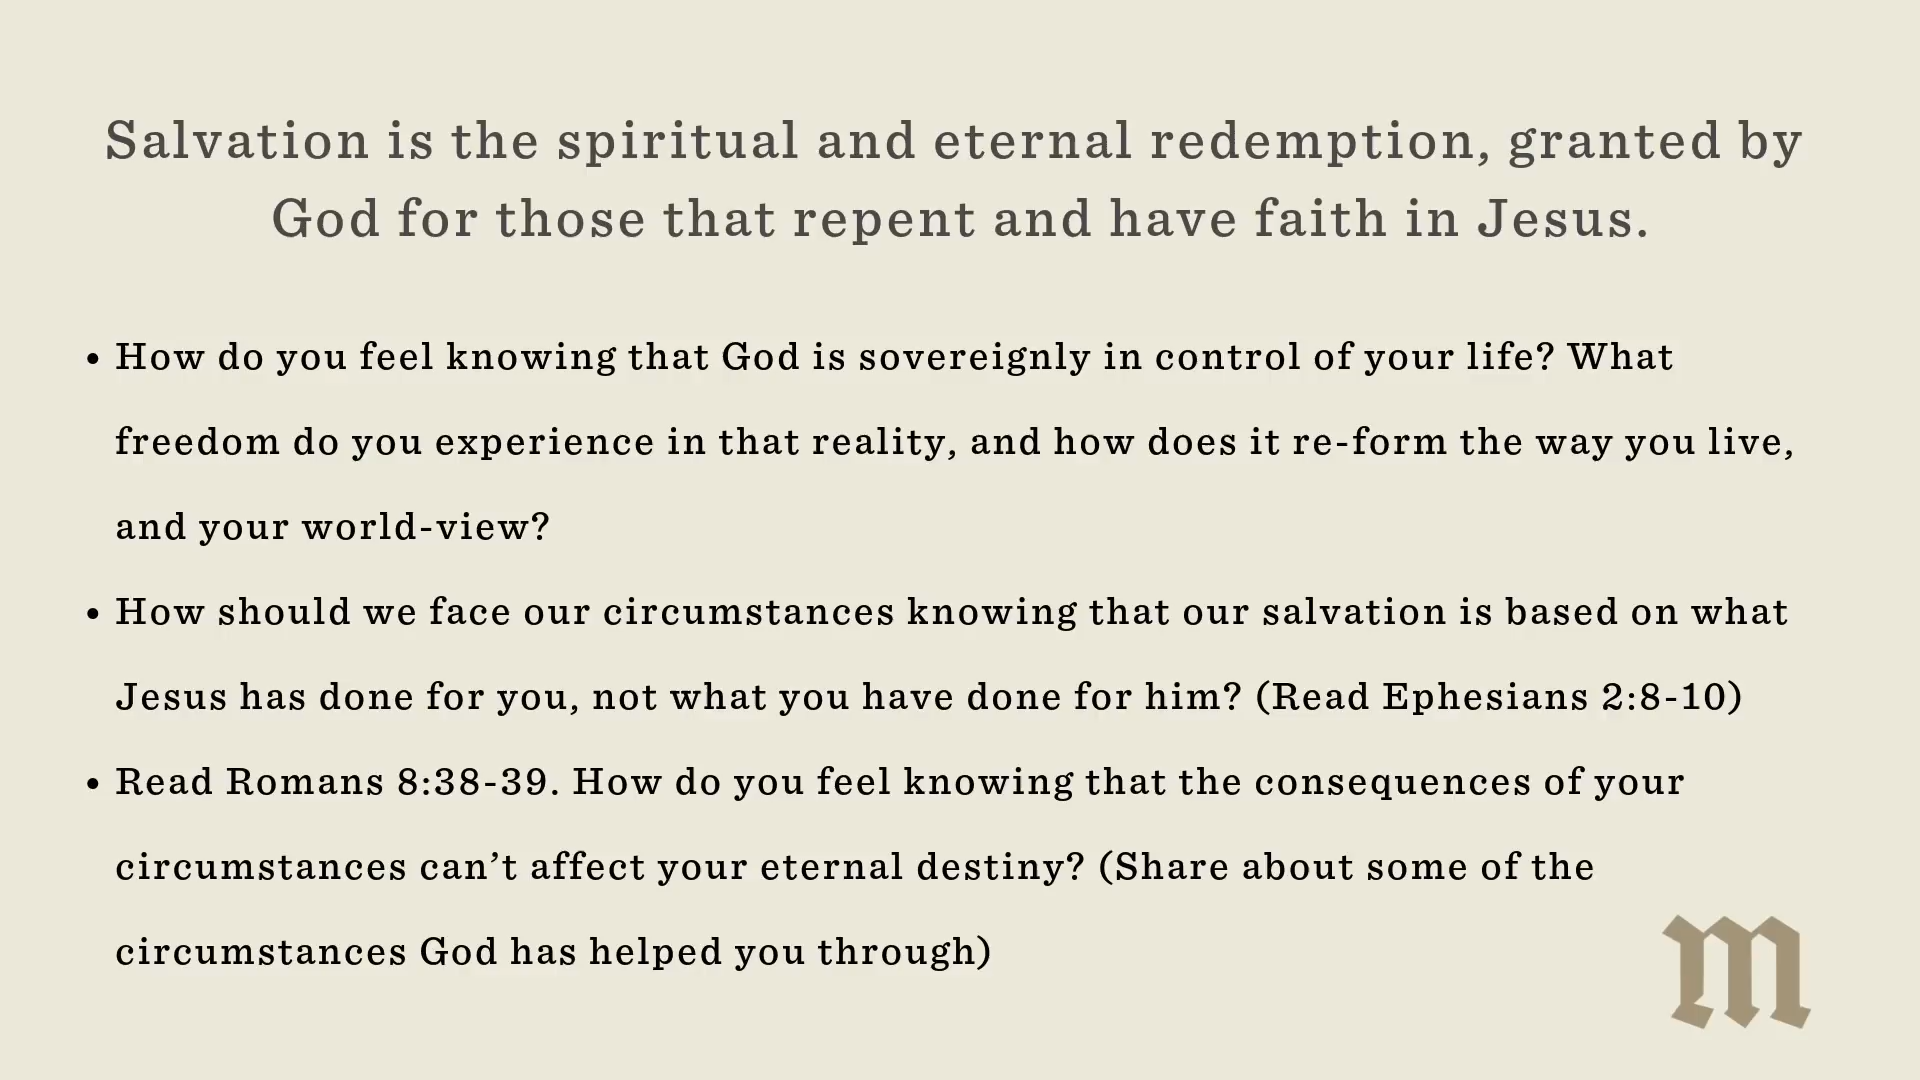 Salvation is the spiritual and eternal redemption, granted by
God for those that repent and have faith in Jesus.
• How do you feel knowing that God is sovereignly in control of your life? What
freedom do you experience in that reality, and how does it re-form the way you live,
and your world-view?
• How should we face our circumstances knowing that our salvation is based on what
Jesus has done for you, not what you have done for him? (Read Ephesians 2:8-10)
• Read Romans 8:38-39. How do you feel knowing that the consequences of your
circumstances can’t affect your eternal destiny? (Share about some of the
circumstances God has helped you through)
M